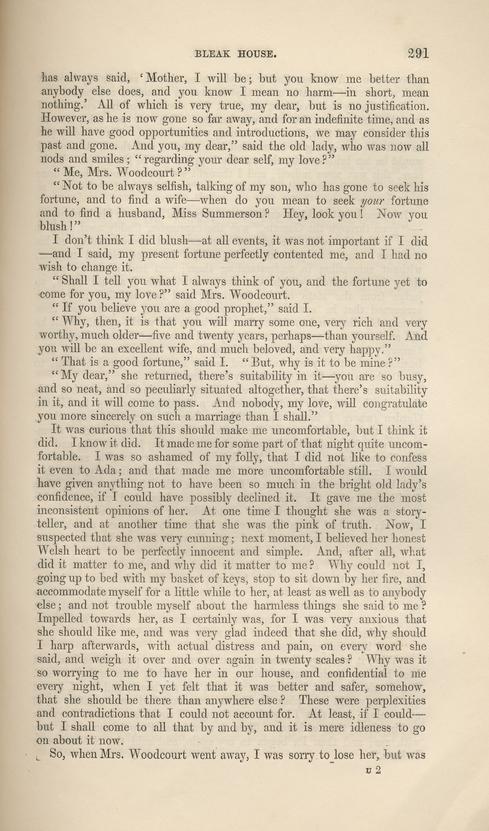 BLEAK HOUSE. 291
has always said, ‘Mother, I will be; but you know me better than
anybody else does, and you know I mean no harm—in short, mean
nothing.’ All of which is very true, my dear, but is no justification.
However, as he is now gone so far away, and for an indefinite time, and as
he will have good opportunities and introductions, we may consider this
past and gone. And you, my dear,” said the old lady, who was now all
nods and smiles; “regarding your dear self, my love?”
“Me, Mrs. Woodcourt?”
“Not to be always selfish, talking of my son, who has gone to seek his
fortune, and to find a wife—when do you mean to seek your fortune
and to find a husband, Miss Summerson? Hey, look you! Now you
blush!”
I don’t think I did blush—at all events, it was not important if I did
—and I said, my present fortune perfectly contented me, and I had no
wish to change it.
“Shall I tell you what I always think of you, and the fortune yet to
come for you, my love?” said Mrs. Woodcourt.
“If you believe you are a good prophet,” said I.
“Why, then, it is that you will marry some one, very rich and very
worthy, much older—five and twenty years, perhaps—than yourself. And
you will be an excellent wife, and much beloved, and very happy.”
“That is a good fortune,” said I. “But, why is it to be mine?”
“My dear,” she returned, there’s suitability in it—you are so busy,
and so neat, and so peculiarly situated altogether, that there’s suitability
in it, and it will come to pass. And nobody, my love, will congratulate
you more sincerely on such a marriage than I shall.”
It was curious that this should make me uncomfortable, but I think it
did. I know it did. It made me for some part of that night quite uncom-
fortable. I was so ashamed of my folly, that I did not like to confess
it even to Ada; and that made me more uncomfortable still. I would
have given anything not to have been so much in the bright old lady’s
confidence, if I could have possibly declined it. It gave me the most
inconsistent opinions of her. At one time I thought she was a story-
teller, and at another time that she was the pink of truth. Now, I
suspected that she was very cunning; next moment, I believed her honest
Welsh heart to be perfectly innocent and simple. And, after all, what
did it matter to me, and why did it matter to me? Why could not I,
going up to bed with my basket of keys, stop to sit down by her fire, and
accommodate myself for a little while to her, at least as well as to anybody
else; and not trouble myself about the harmless things she said to me?
Impelled towards her, as I certainly was, for I was very anxious that
she should like me, and was very glad indeed that she did, why should
I harp afterwards, with actual distress and pain, on every word she
said, and weigh it over and over again in twenty scales? Why was it
so worrying to me to have her in our house, and confidential to me
every night, when I yet felt that it was better and safer, somehow,
that she should be there than anywhere else? These were perplexities
and contradictions that I could not account for. At least, if I could—
but I shall come to all that by and by, and it is mere idleness to go
on about it now.
So, when Mrs. Woodcourt went away, I was sorry to lose her, but was
U 2